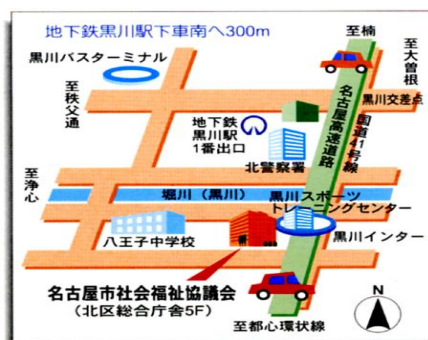 地下鉄黒川駅下車南へ300m
至楠
至大曽根
黒川バスターミナル
至秩父通
黒川交差点
地下鉄
黒川駅
1番出口
名古屋高速道路
国道41号線
北警察署
至浄心
堀川(黒川)
黒川スポーツ
トレーニングセンター
八王子中学校
黒川インター
名古屋市社会福祉協議会
(北区総合庁舎5F)
至都心環状線
N